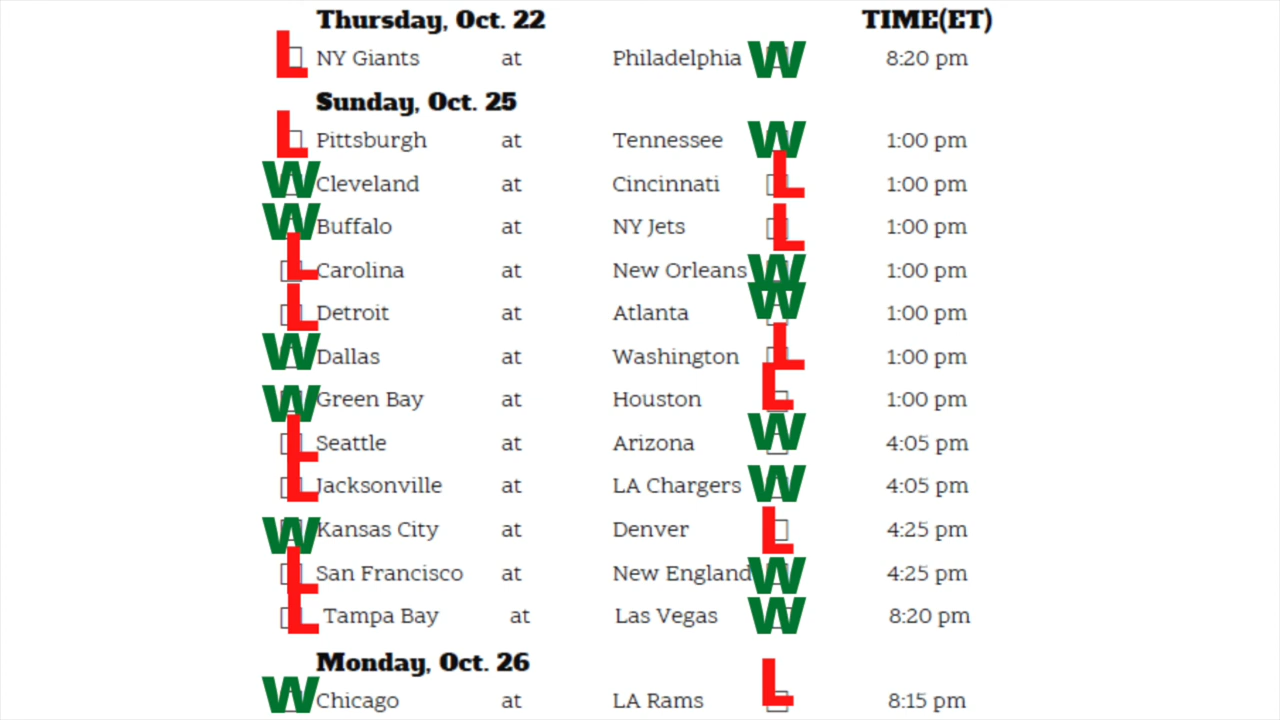 Thursday, Oct. 22 TIME(ET)
L NY Giants at Philadelphia W 8:20 pm
Sunday, Oct. 25
L Pittsburgh at Tennessee W 1:00 pm
W Cleveland at Cincinnati L 1:00 pm
W Buffalo at NY Jets L 1:00 pm
L Carolina at New Orleans W 1:00 pm
L Detroit at Atlanta W 1:00 pm
W Dallas at Washington L 1:00 pm
W Green Bay at Houston L 1:00 pm
L Seattle at Arizona W 4:05 pm
L Jacksonville at LA Chargers W 4:05 pm
W Kansas City at Denver L 4:25 pm
L San Francisco at New England W 4:25 pm
L Tampa Bay at Las Vegas W 8:20 pm
Monday, Oct. 26
W Chicago at LA Rams L 8:15 pm